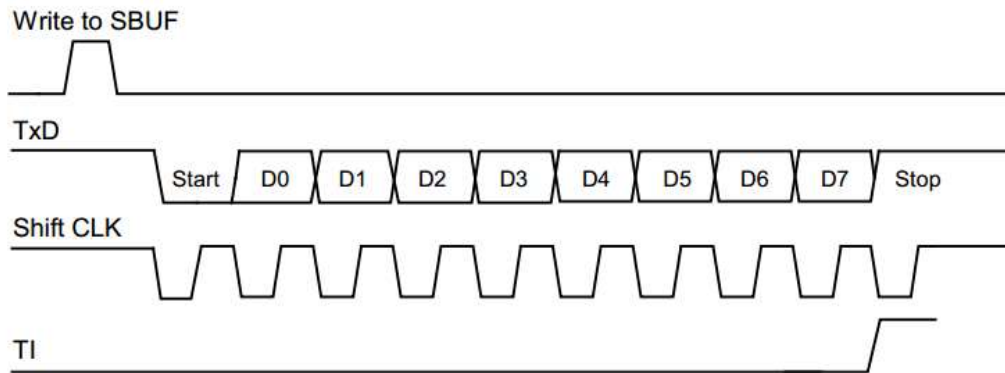 Write to SBUF
TxD
Start D0 D1 D2 D3 D4 D5 D6 D7 Stop
Shift CLK
TI